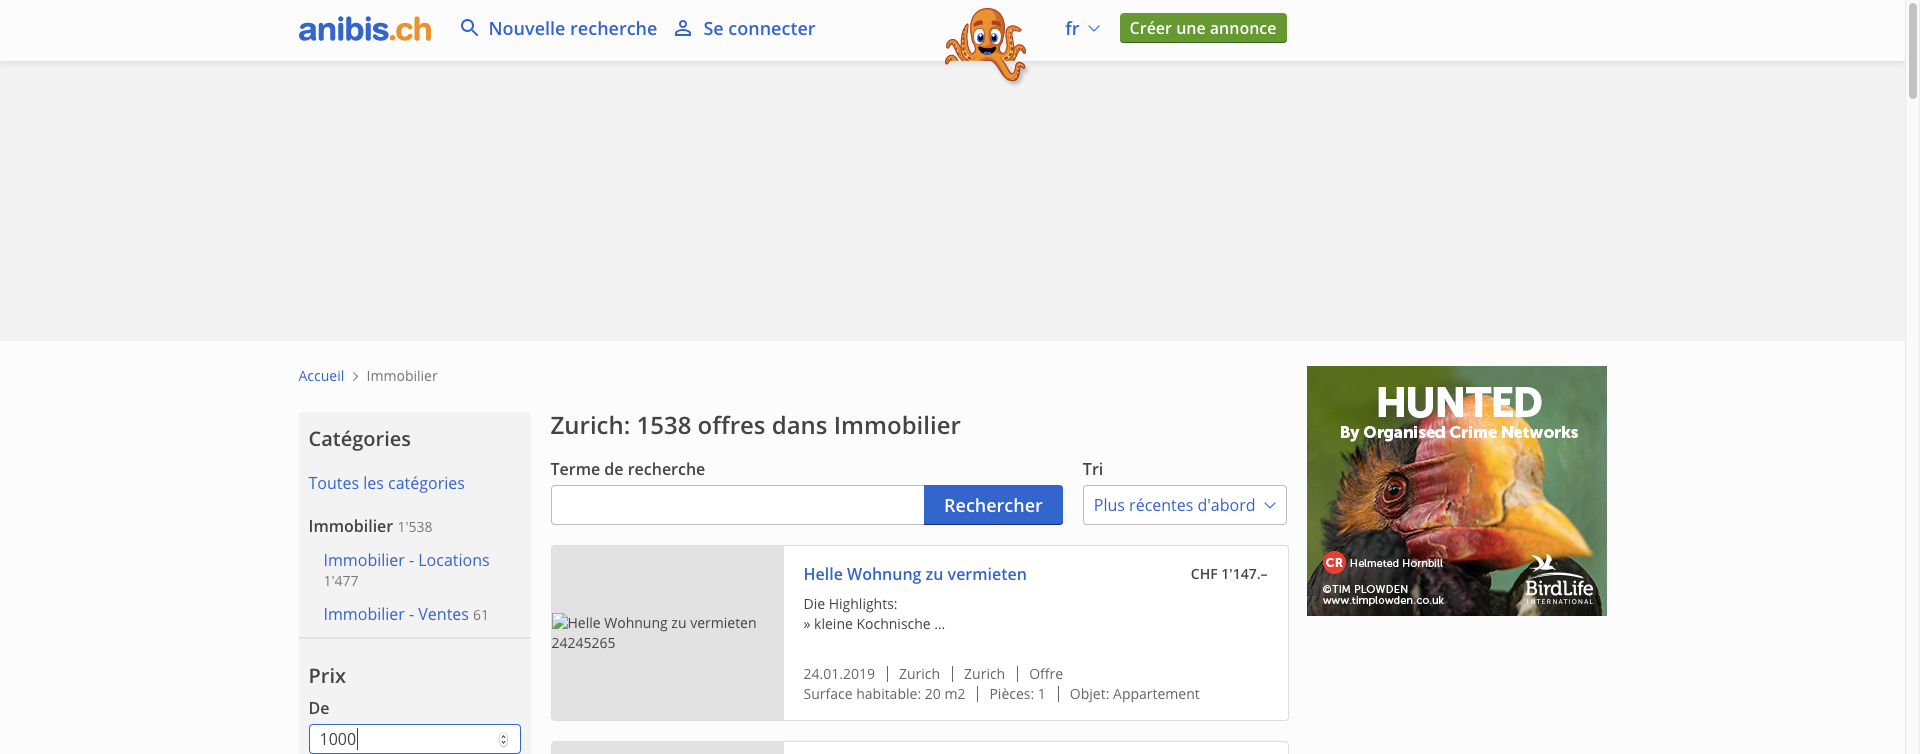 anibis.ch
Nouvelle recherche
Se connecter
fr
Créer une annonce
Accueil > Immobilier
Catégories
Toutes les catégories
Immobilier 1'538
Immobilier - Locations
1'477
Immobilier - Ventes 61
Prix
De
1000
Zurich: 1538 offres dans Immobilier
Terme de recherche
Rechercher
Tri
Plus récentes d'abord
Helle Wohnung zu vermieten
24245265
Helle Wohnung zu vermieten
CHF 1'147.–
Die Highlights:
» kleine Kochnische ...
24.01.2019 | Zurich | Zurich | Offre
Surface habitable: 20 m2 | Pièces: 1 | Objet: Appartement
HUNTED
By Organised Crime Networks
CR Helmeted Hornbill
©TIM PLOWDEN
www.timplowden.co.uk
BirdLife
INTERNATIONAL